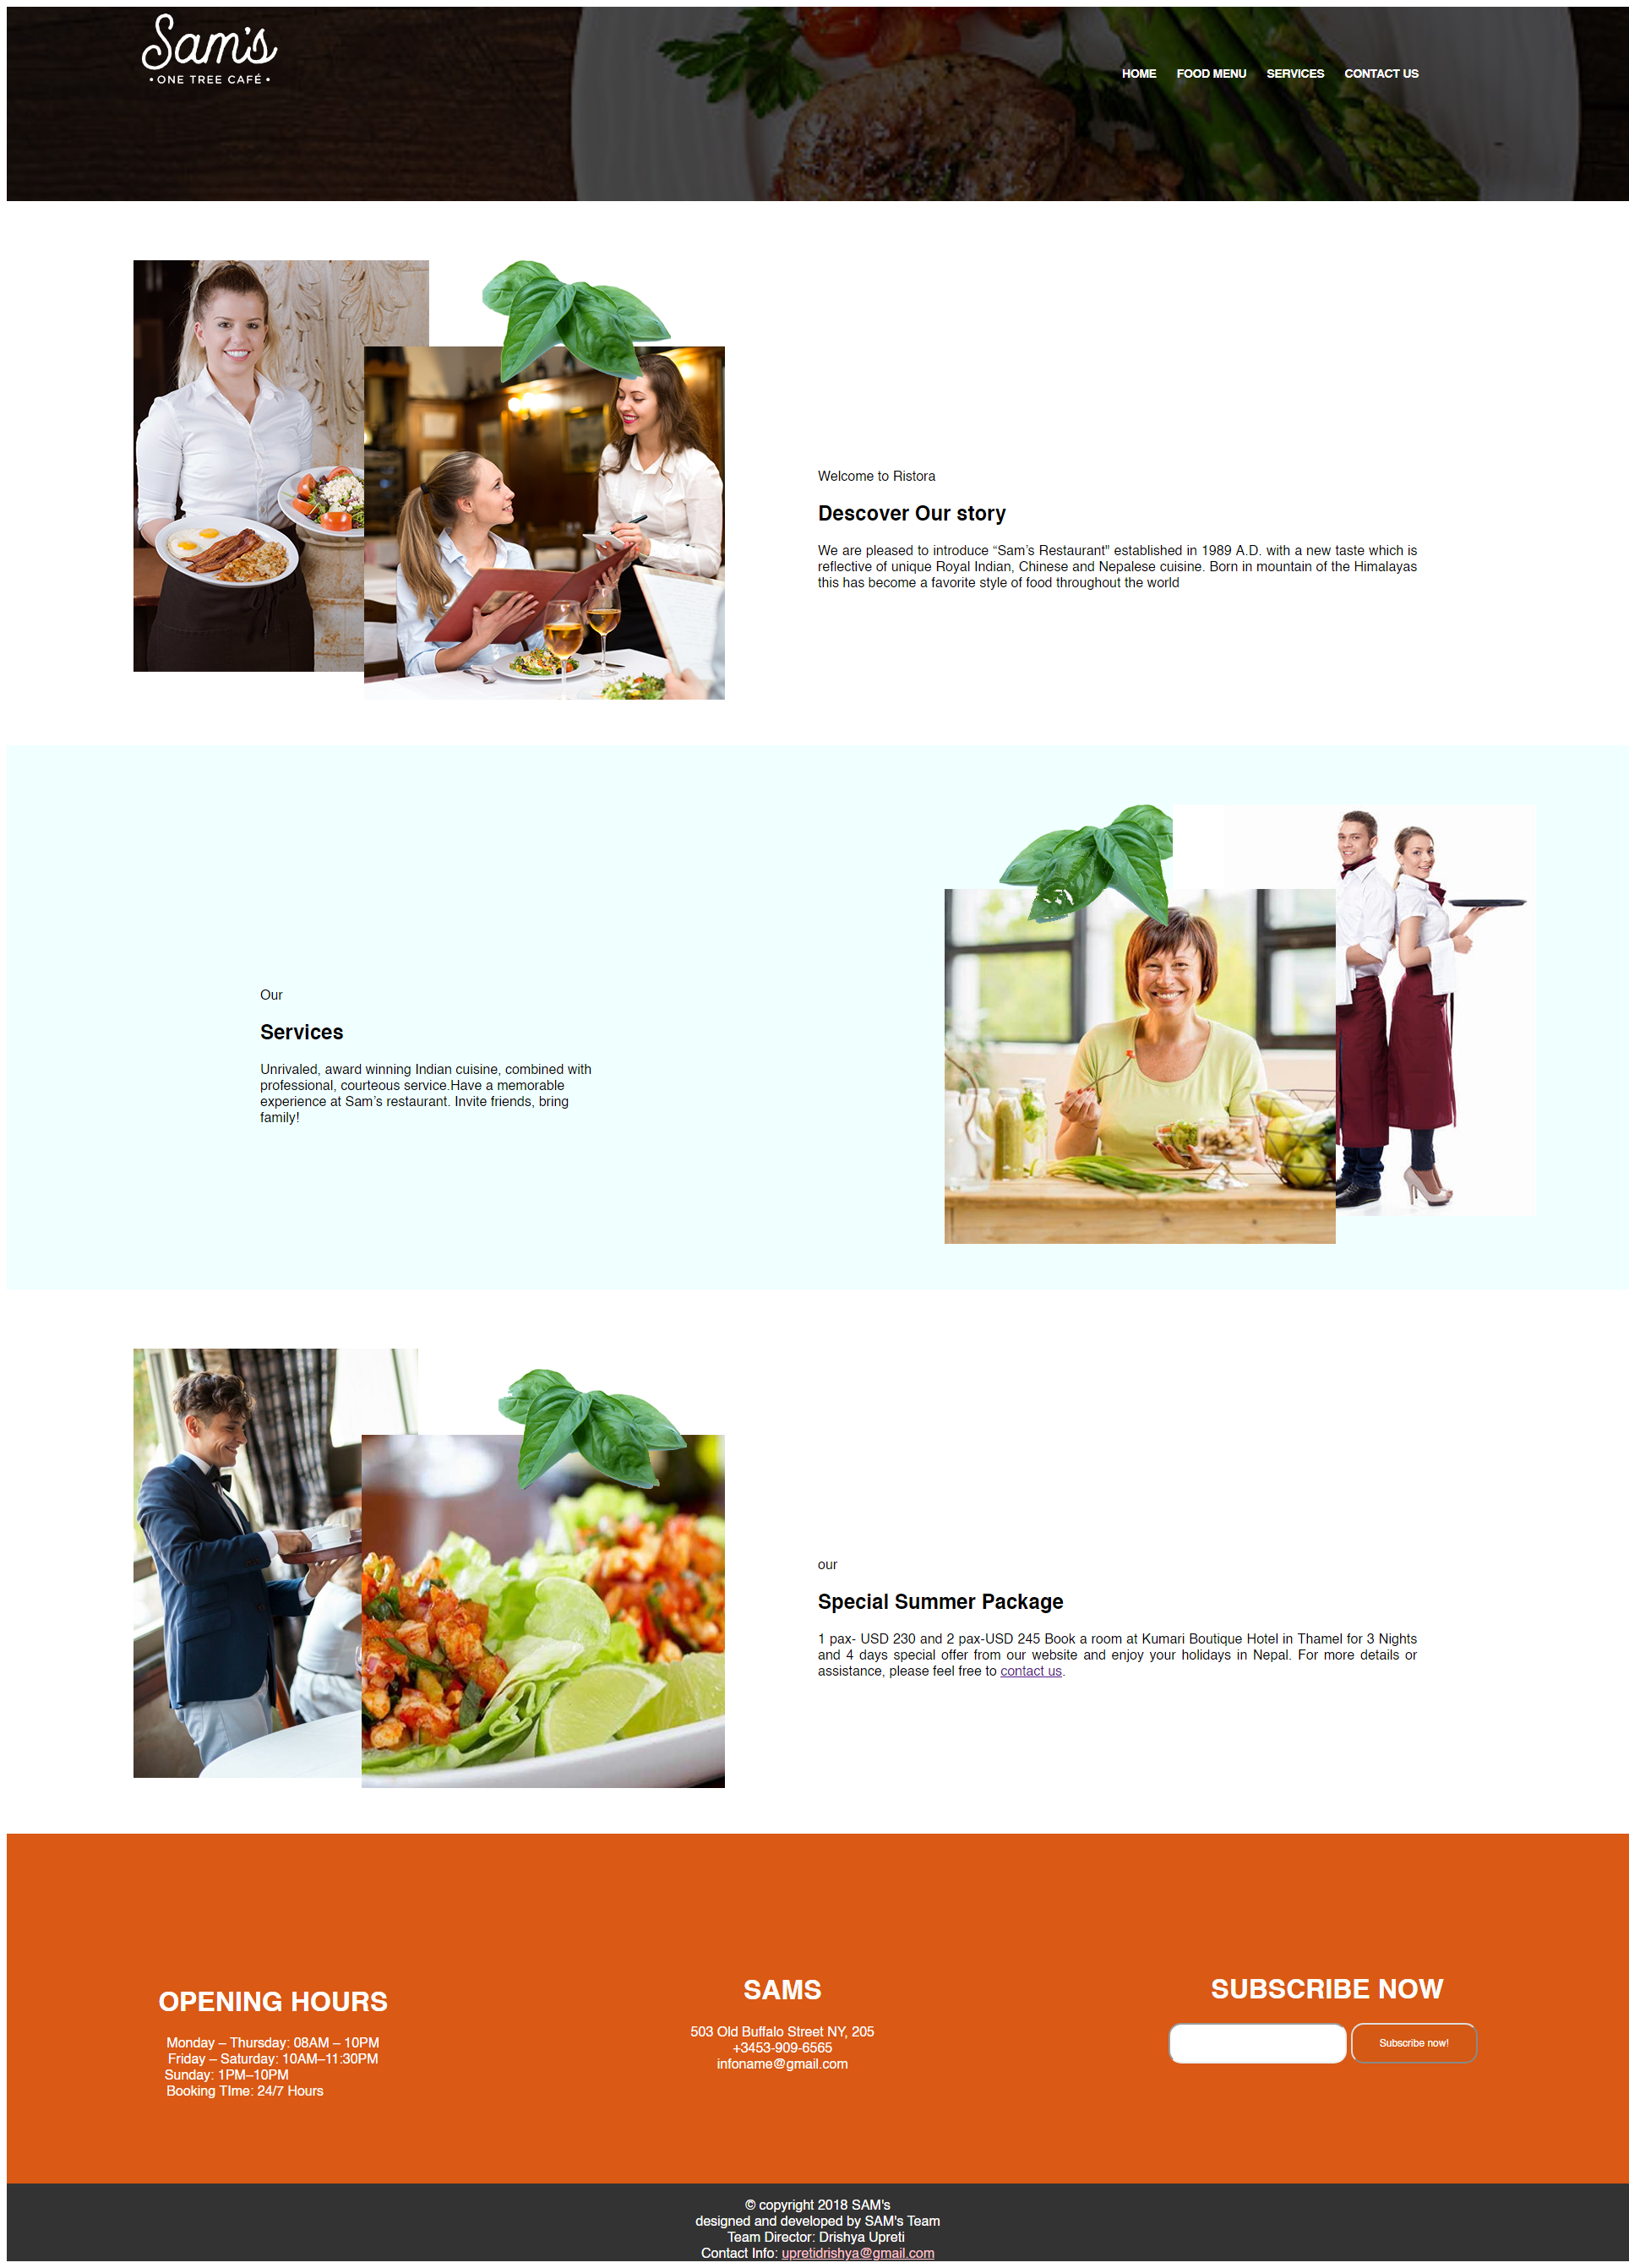 Sam's
• ONE TREE CAFÉ •
HOME FOOD MENU SERVICES CONTACT US
Welcome to Ristora
Descover Our story
We are pleased to introduce “Sam’s Restaurant" established in 1989 A.D. with a new taste which is
reflective of unique Royal Indian, Chinese and Nepalese cuisine. Born in mountain of the Himalayas
this has become a favorite style of food throughout the world
Our
Services
Unrivaled, award winning Indian cuisine, combined with
professional, courteous service.Have a memorable
experience at Sam’s restaurant. Invite friends, bring
family!
our
Special Summer Package
1 pax- USD 230 and 2 pax-USD 245 Book a room at Kumari Boutique Hotel in Thamel for 3 Nights
and 4 days special offer from our website and enjoy your holidays in Nepal. For more details or
assistance, please feel free to contact us.
OPENING HOURS
Monday – Thursday: 08AM – 10PM
Friday – Saturday: 10AM–11:30PM
Sunday: 1PM–10PM
Booking TIme: 24/7 Hours
SAMS
503 Old Buffalo Street NY, 205
+3453-909-6565
infoname@gmail.com
SUBSCRIBE NOW
Subscribe now!
© copyright 2018 SAM's
designed and developed by SAM's Team
Team Director: Drishya Upreti
Contact Info: upretidrishya@gmail.com